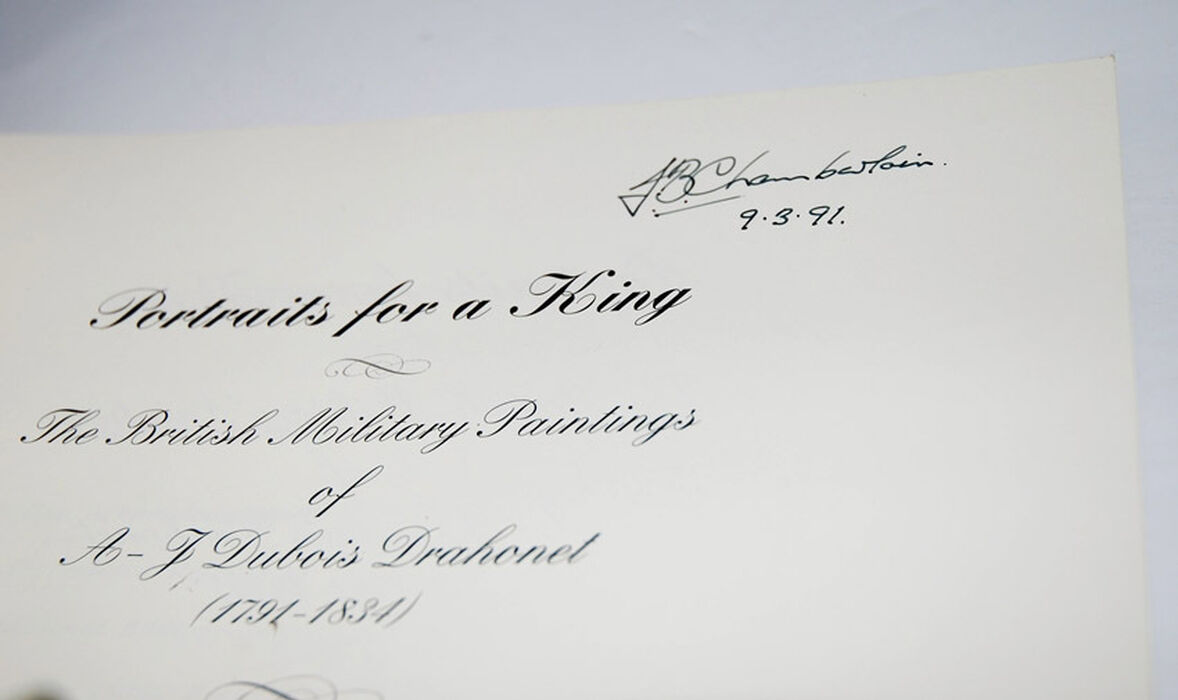 J.B. Chamberlain.
9.3.91.
Portraits for a King
The British Military Paintings
of
A-J Dubois Drahonet
(1791-1834)